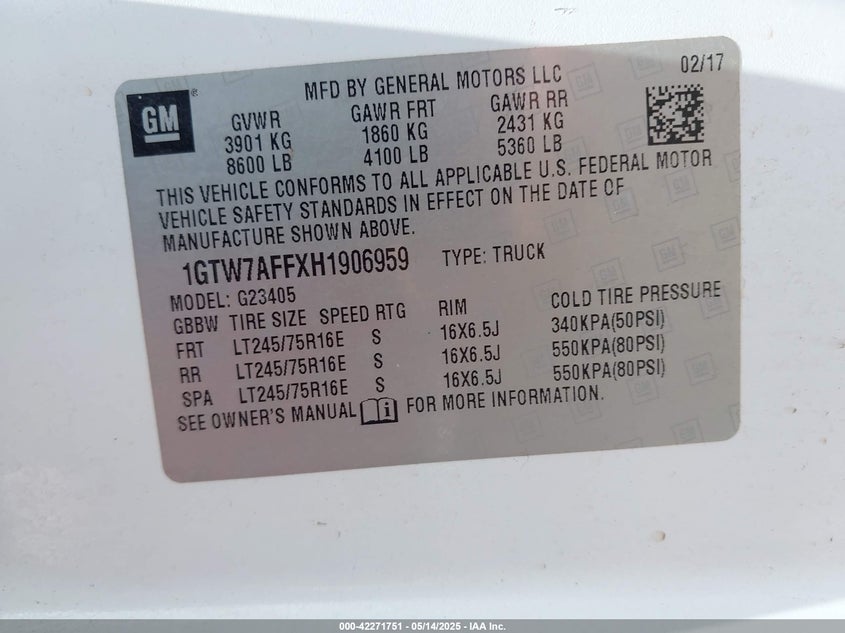 GM ®
MFD BY GENERAL MOTORS LLC 02/17
GVWR GAWR FRT GAWR RR
3901 KG 1860 KG 2431 KG
8600 LB 4100 LB 5360 LB
THIS VEHICLE CONFORMS TO ALL APPLICABLE U.S. FEDERAL MOTOR
VEHICLE SAFETY STANDARDS IN EFFECT ON THE DATE OF
MANUFACTURE SHOWN ABOVE.
1GTW7AFFXH1906959 TYPE: TRUCK
MODEL: G23405
GBBW TIRE SIZE SPEED RTG RIM COLD TIRE PRESSURE
FRT LT245/75R16E S 16X6.5J 340KPA(50PSI)
RR LT245/75R16E S 16X6.5J 550KPA(80PSI)
SPA LT245/75R16E S 16X6.5J 550KPA(80PSI)
SEE OWNER'S MANUAL i FOR MORE INFORMATION.
000-42271751 — 05/14/2025 — IAA Inc.